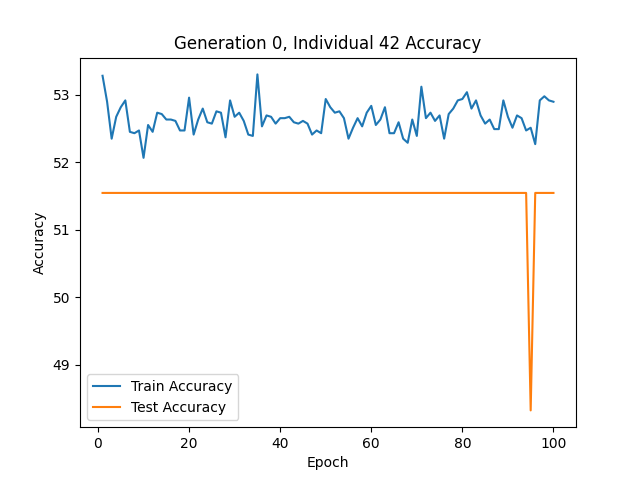 Generation 0, Individual 42 Accuracy
53
52
51
50
49
Accuracy
Train Accuracy
Test Accuracy
0 20 40 60 80 100
Epoch